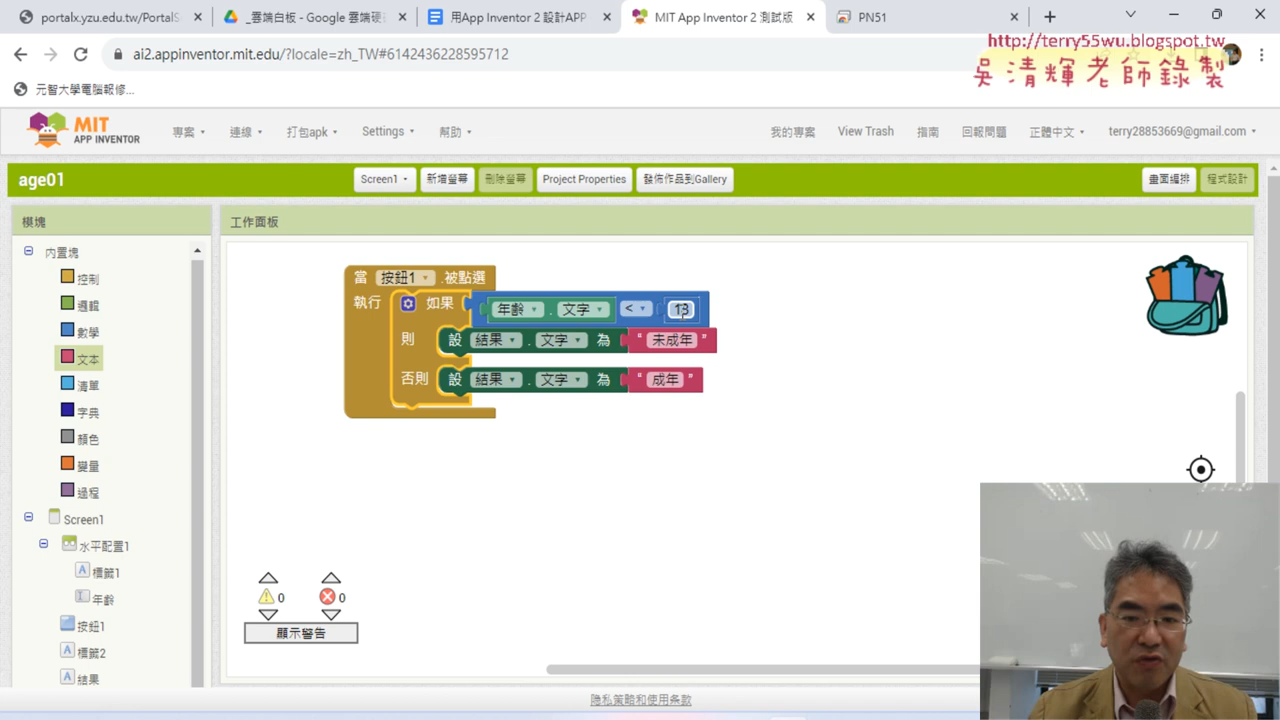 portalx.yzu.edu.tw/PortalS
_雲端白板 - Google 雲端硬
用App Inventor 2 設計APP
MIT App Inventor 2 測試版
PN51
ai2.appinventor.mit.edu/?locale=zh_TW#6142436228595712
http://terry55wu.blogspot.tw
吳清輝老師錄製
元智大學電腦報修...
MIT
APP INVENTOR
專案
連線
打包apk
Settings
幫助
我的專案
View Trash
指南
回報問題
正體中文
terry28853669@gmail.com
age01
Screen1
新增螢幕
刪除螢幕
Project Properties
發佈作品到Gallery
畫面編排
程式設計
模塊
工作面板
內置塊
控制
邏輯
數學
文本
清單
字典
顏色
變量
過程
Screen1
水平配置1
標籤1
年齡
按鈕1
標籤2
結果
當 按鈕1 .被點選
執行 如果 年齡 . 文字 < 13
則 設 結果 . 文字 為 “ 未成年 ”
否則 設 結果 . 文字 為 “ 成年 ”
0 0
顯示警告
隱私策略和使用條款